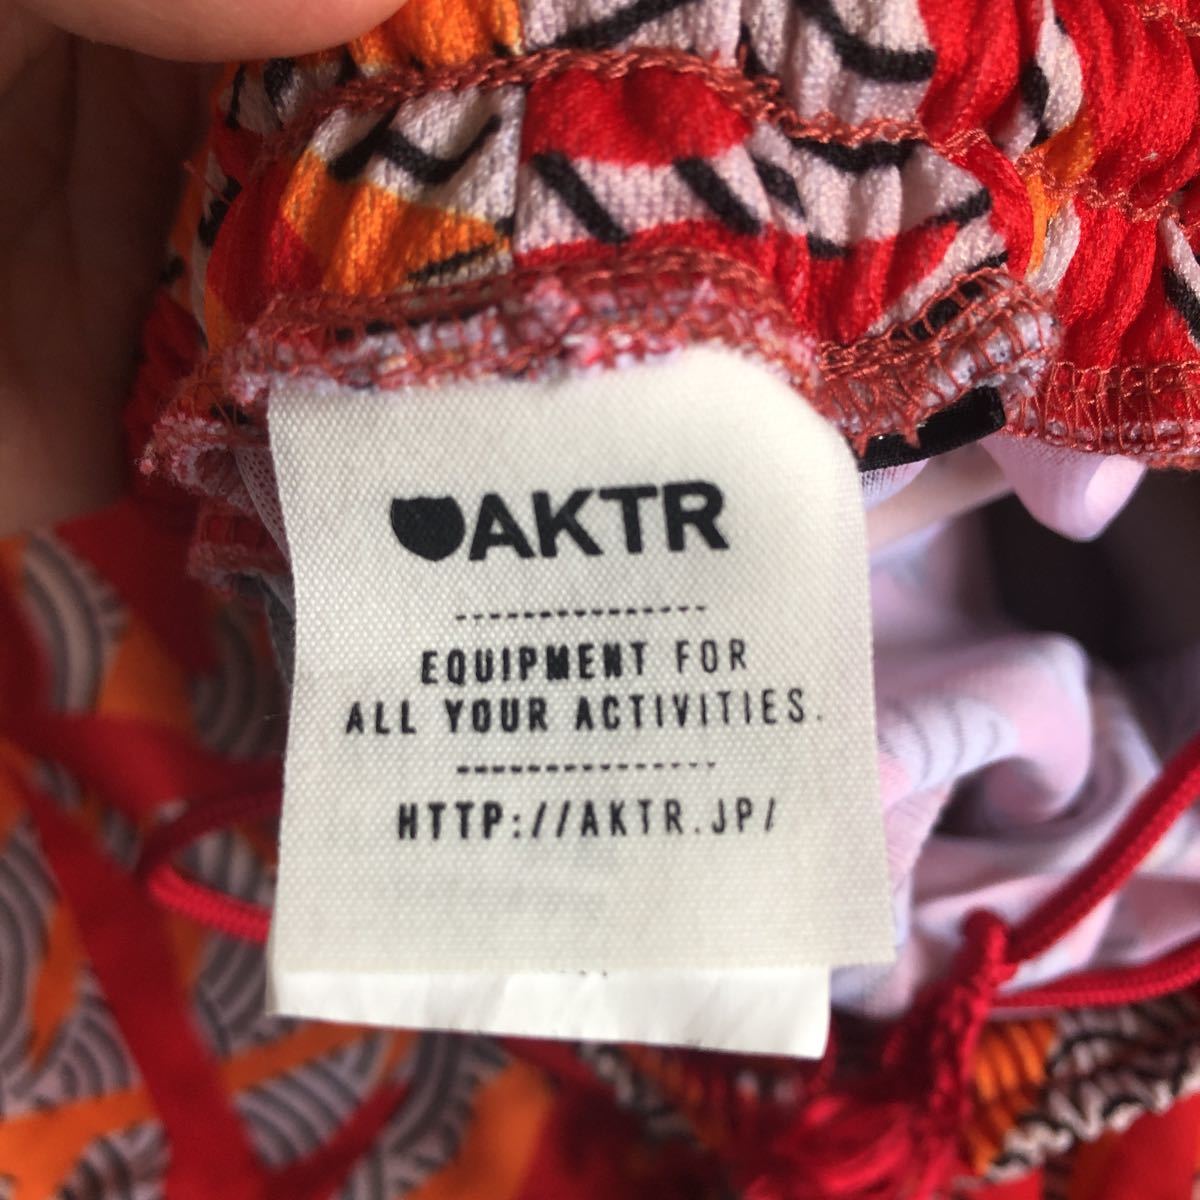 AKTR
EQUIPMENT FOR
ALL YOUR ACTIVITIES.
HTTP://AKTR.JP/